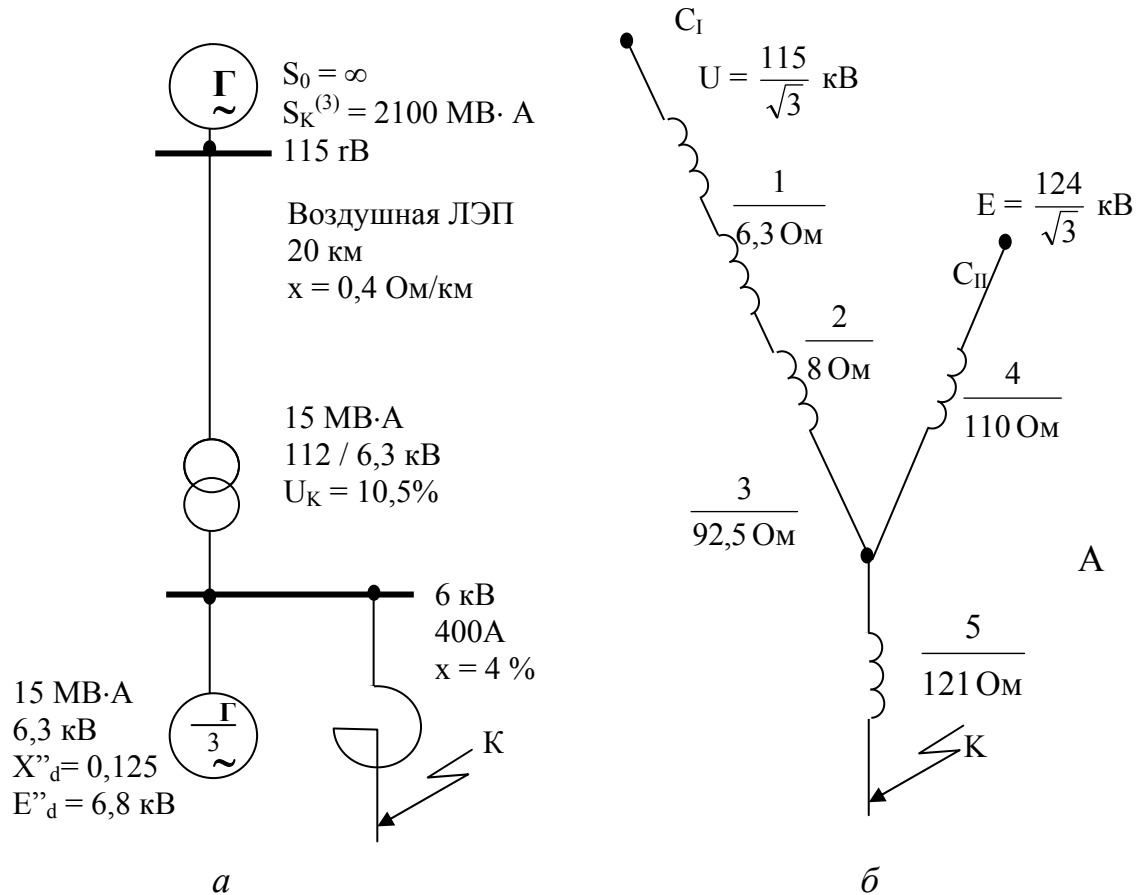 Г
~
S₀ = ∞
S_K⁽³⁾ = 2100 МВ· А
115 гВ
Воздушная ЛЭП
20 км
x = 0,4 Ом/км
15 МВ·А
112 / 6,3 кВ
U_K = 10,5%
6 кВ
400А
x = 4 %
15 МВ·А
6,3 кВ
X”_d= 0,125
E”_d = 6,8 кВ
Г
3
~
К
а
C_I
U = 115/√3 кВ
1
6,3 Ом
E = 124/√3 кВ
C_II
2
8 Ом
4
110 Ом
3
92,5 Ом
А
5
121 Ом
К
б